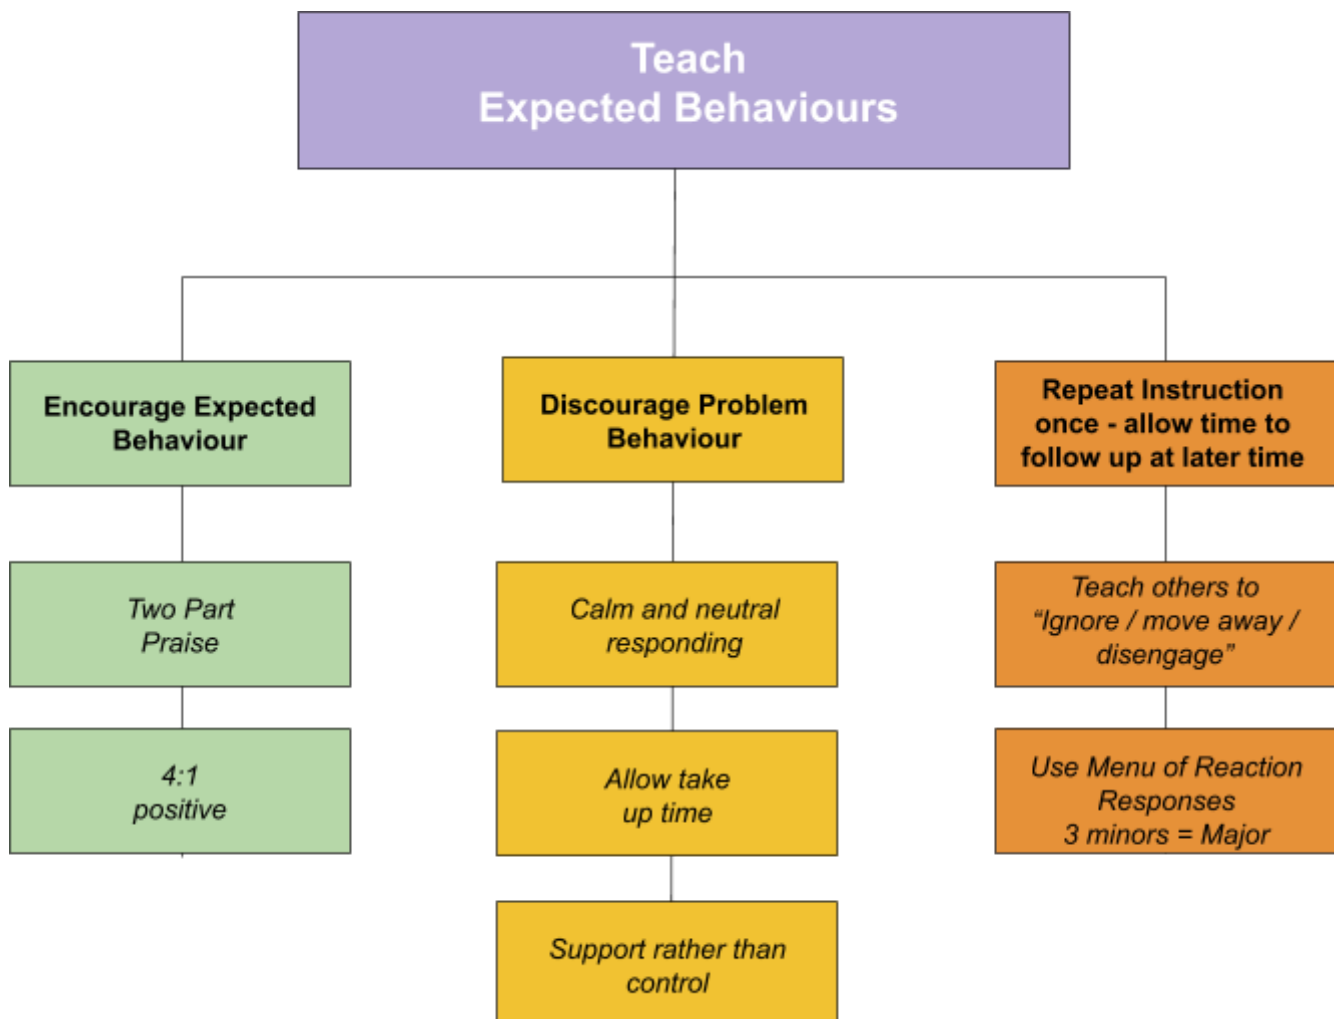 Teach
Expected Behaviours
Encourage Expected
Behaviour
Two Part
Praise
4:1
positive
Discourage Problem
Behaviour
Calm and neutral
responding
Allow take
up time
Support rather than
control
Repeat Instruction
once - allow time to
follow up at later time
Teach others to
“Ignore / move away /
disengage”
Use Menu of Reaction
Responses
3 minors = Major